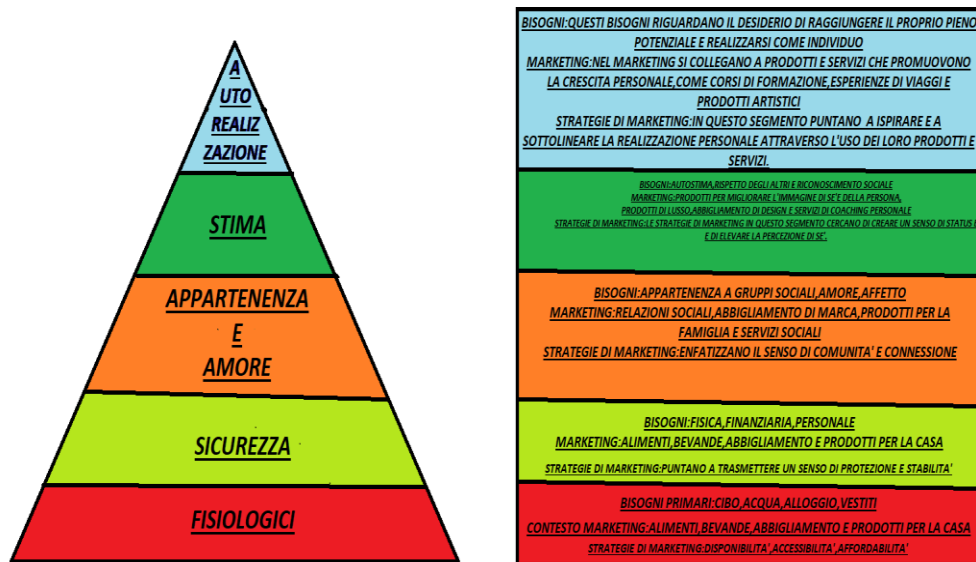 A
UTO
REALIZ
ZAZIONE
STIMA
APPARTENENZA
E
AMORE
SICUREZZA
FISIOLOGICI
BISOGNI:QUESTI BISOGNI RIGUARDANO IL DESIDERIO DI RAGGIUNGERE IL PROPRIO PIENO
POTENZIALE E REALIZZARSI COME INDIVIDUO
MARKETING:NEL MARKETING SI COLLEGANO A PRODOTTI E SERVIZI CHE PROMUOVONO
LA CRESCITA PERSONALE,COME CORSI DI FORMAZIONE,ESPERIENZE DI VIAGGI E
PRODOTTI ARTISTICI
STRATEGIE DI MARKETING:IN QUESTO SEGMENTO PUNTANO A ISPIRARE E A
SOTTOLINEARE LA REALIZZAZIONE PERSONALE ATTRAVERSO L'USO DEI LORO PRODOTTI E
SERVIZI.
BISOGNI:AUTOSTIMA,RISPETTO DEGLI ALTRI E RICONOSCIMENTO SOCIALE
MARKETING:PRODOTTI PER MIGLIORARE L'IMMAGINE DI SE'E DELLA PERSONA,
PRODOTTI DI LUSSO,ABBIGLIAMENTO DI DESIGN E SERVIZI DI COACHING PERSONALE
STRATEGIE DI MARKETING:LE STRATEGIE DI MARKETING IN QUESTO SEGMENTO CERCANO DI CREARE UN SENSO DI STATUS E
E DI ELEVARE LA PERCEZIONE DI SE'.
BISOGNI:APPARTENENZA A GRUPPI SOCIALI,AMORE,AFFETTO
MARKETING:RELAZIONI SOCIALI,ABBIGLIAMENTO DI MARCA,PRODOTTI PER LA
FAMIGLIA E SERVIZI SOCIALI
STRATEGIE DI MARKETING:ENFATIZZANO IL SENSO DI COMUNITA' E CONNESSIONE
BISOGNI:FISICA,FINANZIARIA,PERSONALE
MARKETING:ALIMENTI,BEVANDE,ABBIGLIAMENTO E PRODOTTI PER LA CASA
STRATEGIE DI MARKETING:PUNTANO A TRASMETTERE UN SENSO DI PROTEZIONE E STABILITA'
BISOGNI PRIMARI:CIBO,ACQUA,ALLOGGIO,VESTITI
CONTESTO MARKETING:ALIMENTI,BEVANDE,ABBIGLIAMENTO E PRODOTTI PER LA CASA
STRATEGIE DI MARKETING:DISPONIBILITA',ACCESSIBILITA',AFFORDABILITA'